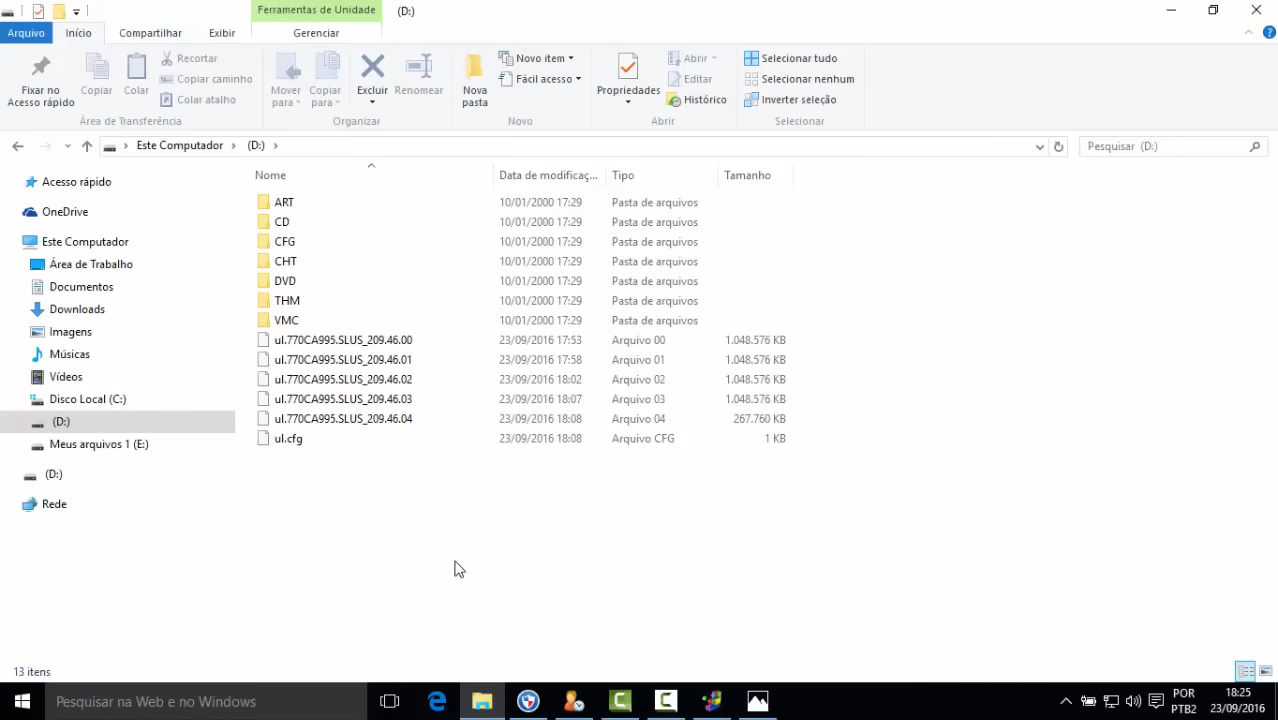 Ferramentas de Unidade
(D:)
Arquivo
Início
Compartilhar
Exibir
Gerenciar
Fixar no
Acesso rápido
Copiar
Colar
Recortar
Copiar caminho
Colar atalho
Área de Transferência
Mover
para
Copiar
para
Excluir
Renomear
Organizar
Nova
pasta
Novo item
Fácil acesso
Novo
Propriedades
Abrir
Editar
Histórico
Abrir
Selecionar tudo
Selecionar nenhum
Inverter seleção
Selecionar
Este Computador > (D:) >
Pesquisar (D:)
Acesso rápido
OneDrive
Este Computador
Área de Trabalho
Documentos
Downloads
Imagens
Músicas
Vídeos
Disco Local (C:)
(D:)
Meus arquivos 1 (E:)
(D:)
Rede
Nome Data de modificaç... Tipo Tamanho
ART 10/01/2000 17:29 Pasta de arquivos
CD 10/01/2000 17:29 Pasta de arquivos
CFG 10/01/2000 17:29 Pasta de arquivos
CHT 10/01/2000 17:29 Pasta de arquivos
DVD 10/01/2000 17:29 Pasta de arquivos
THM 10/01/2000 17:29 Pasta de arquivos
VMC 10/01/2000 17:29 Pasta de arquivos
ul.770CA995.SLUS_209.46.00 23/09/2016 17:53 Arquivo 00 1.048.576 KB
ul.770CA995.SLUS_209.46.01 23/09/2016 17:58 Arquivo 01 1.048.576 KB
ul.770CA995.SLUS_209.46.02 23/09/2016 18:02 Arquivo 02 1.048.576 KB
ul.770CA995.SLUS_209.46.03 23/09/2016 18:07 Arquivo 03 1.048.576 KB
ul.770CA995.SLUS_209.46.04 23/09/2016 18:08 Arquivo 04 267.760 KB
ul.cfg 23/09/2016 18:08 Arquivo CFG 1 KB
13 itens
Pesquisar na Web e no Windows
POR
PTB2
18:25
23/09/2016